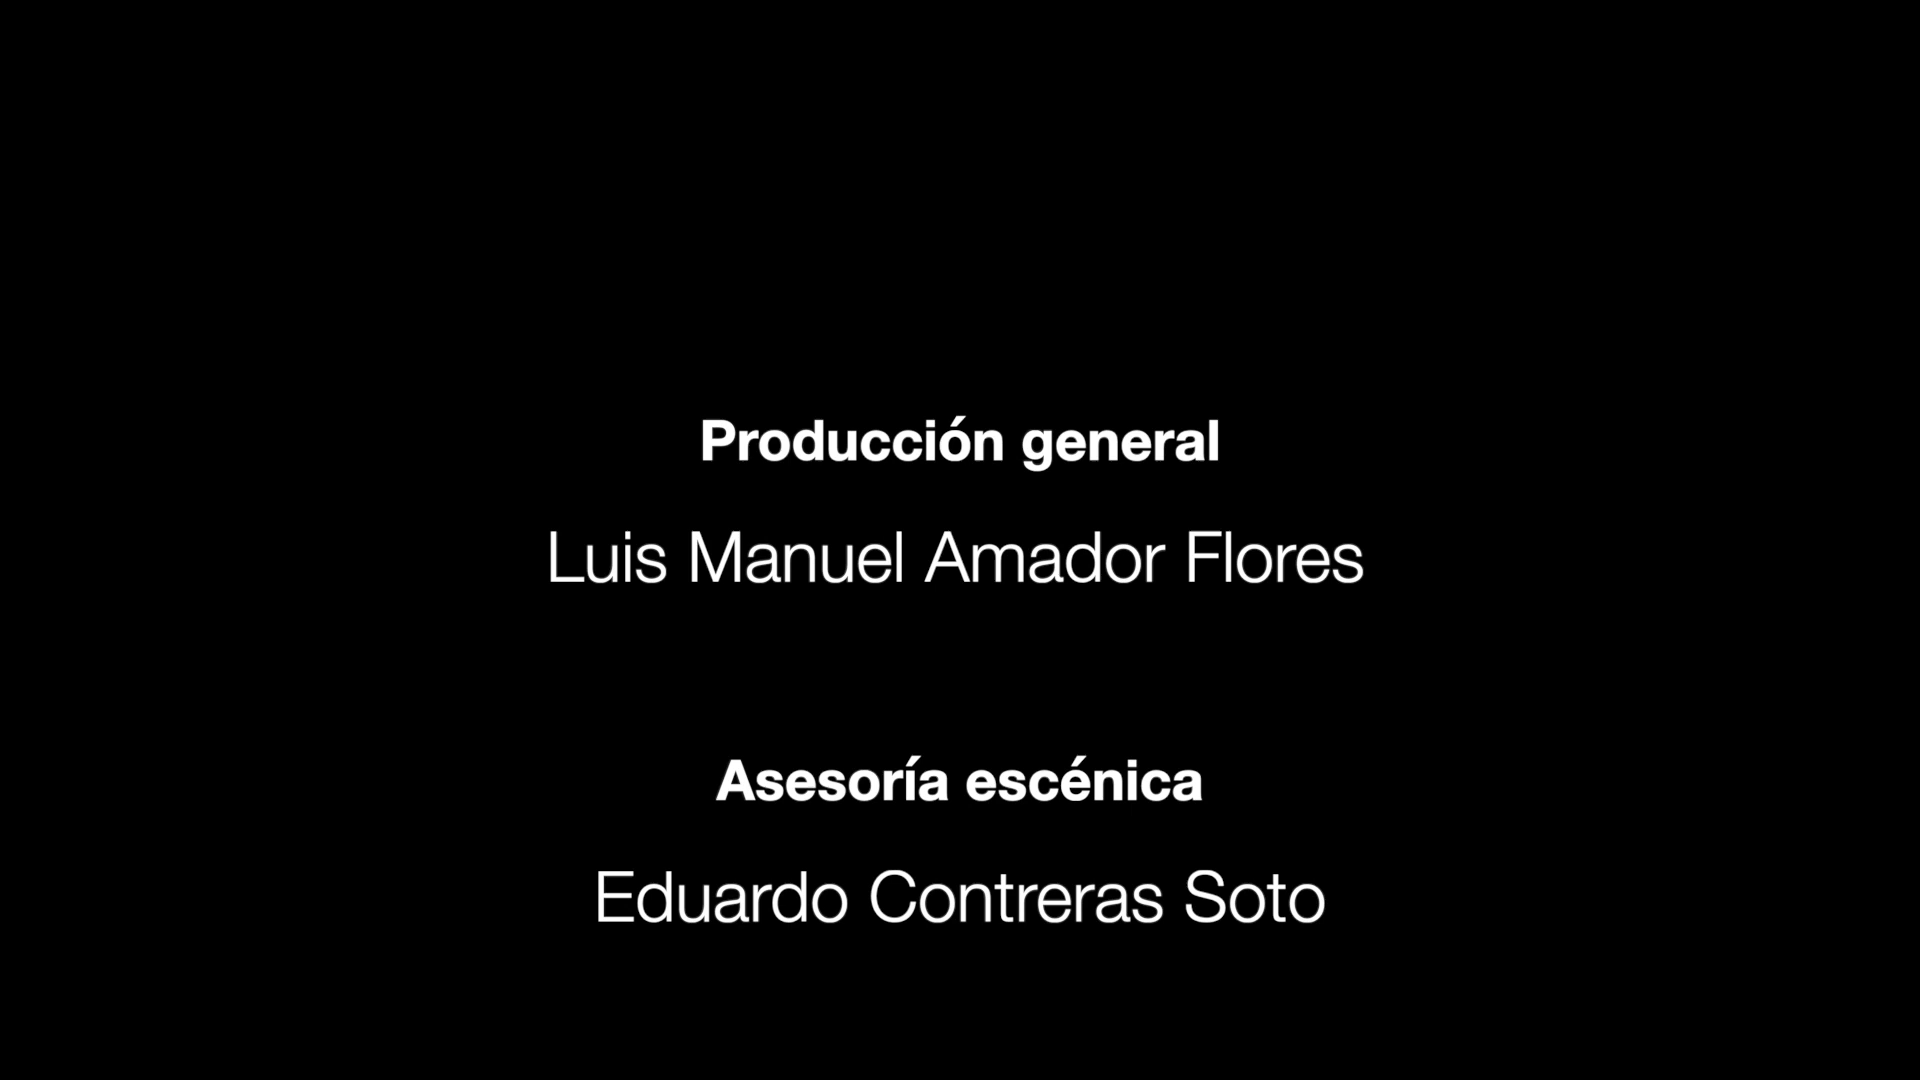 Producción general
Luis Manuel Amador Flores
Asesoría escénica
Eduardo Contreras Soto